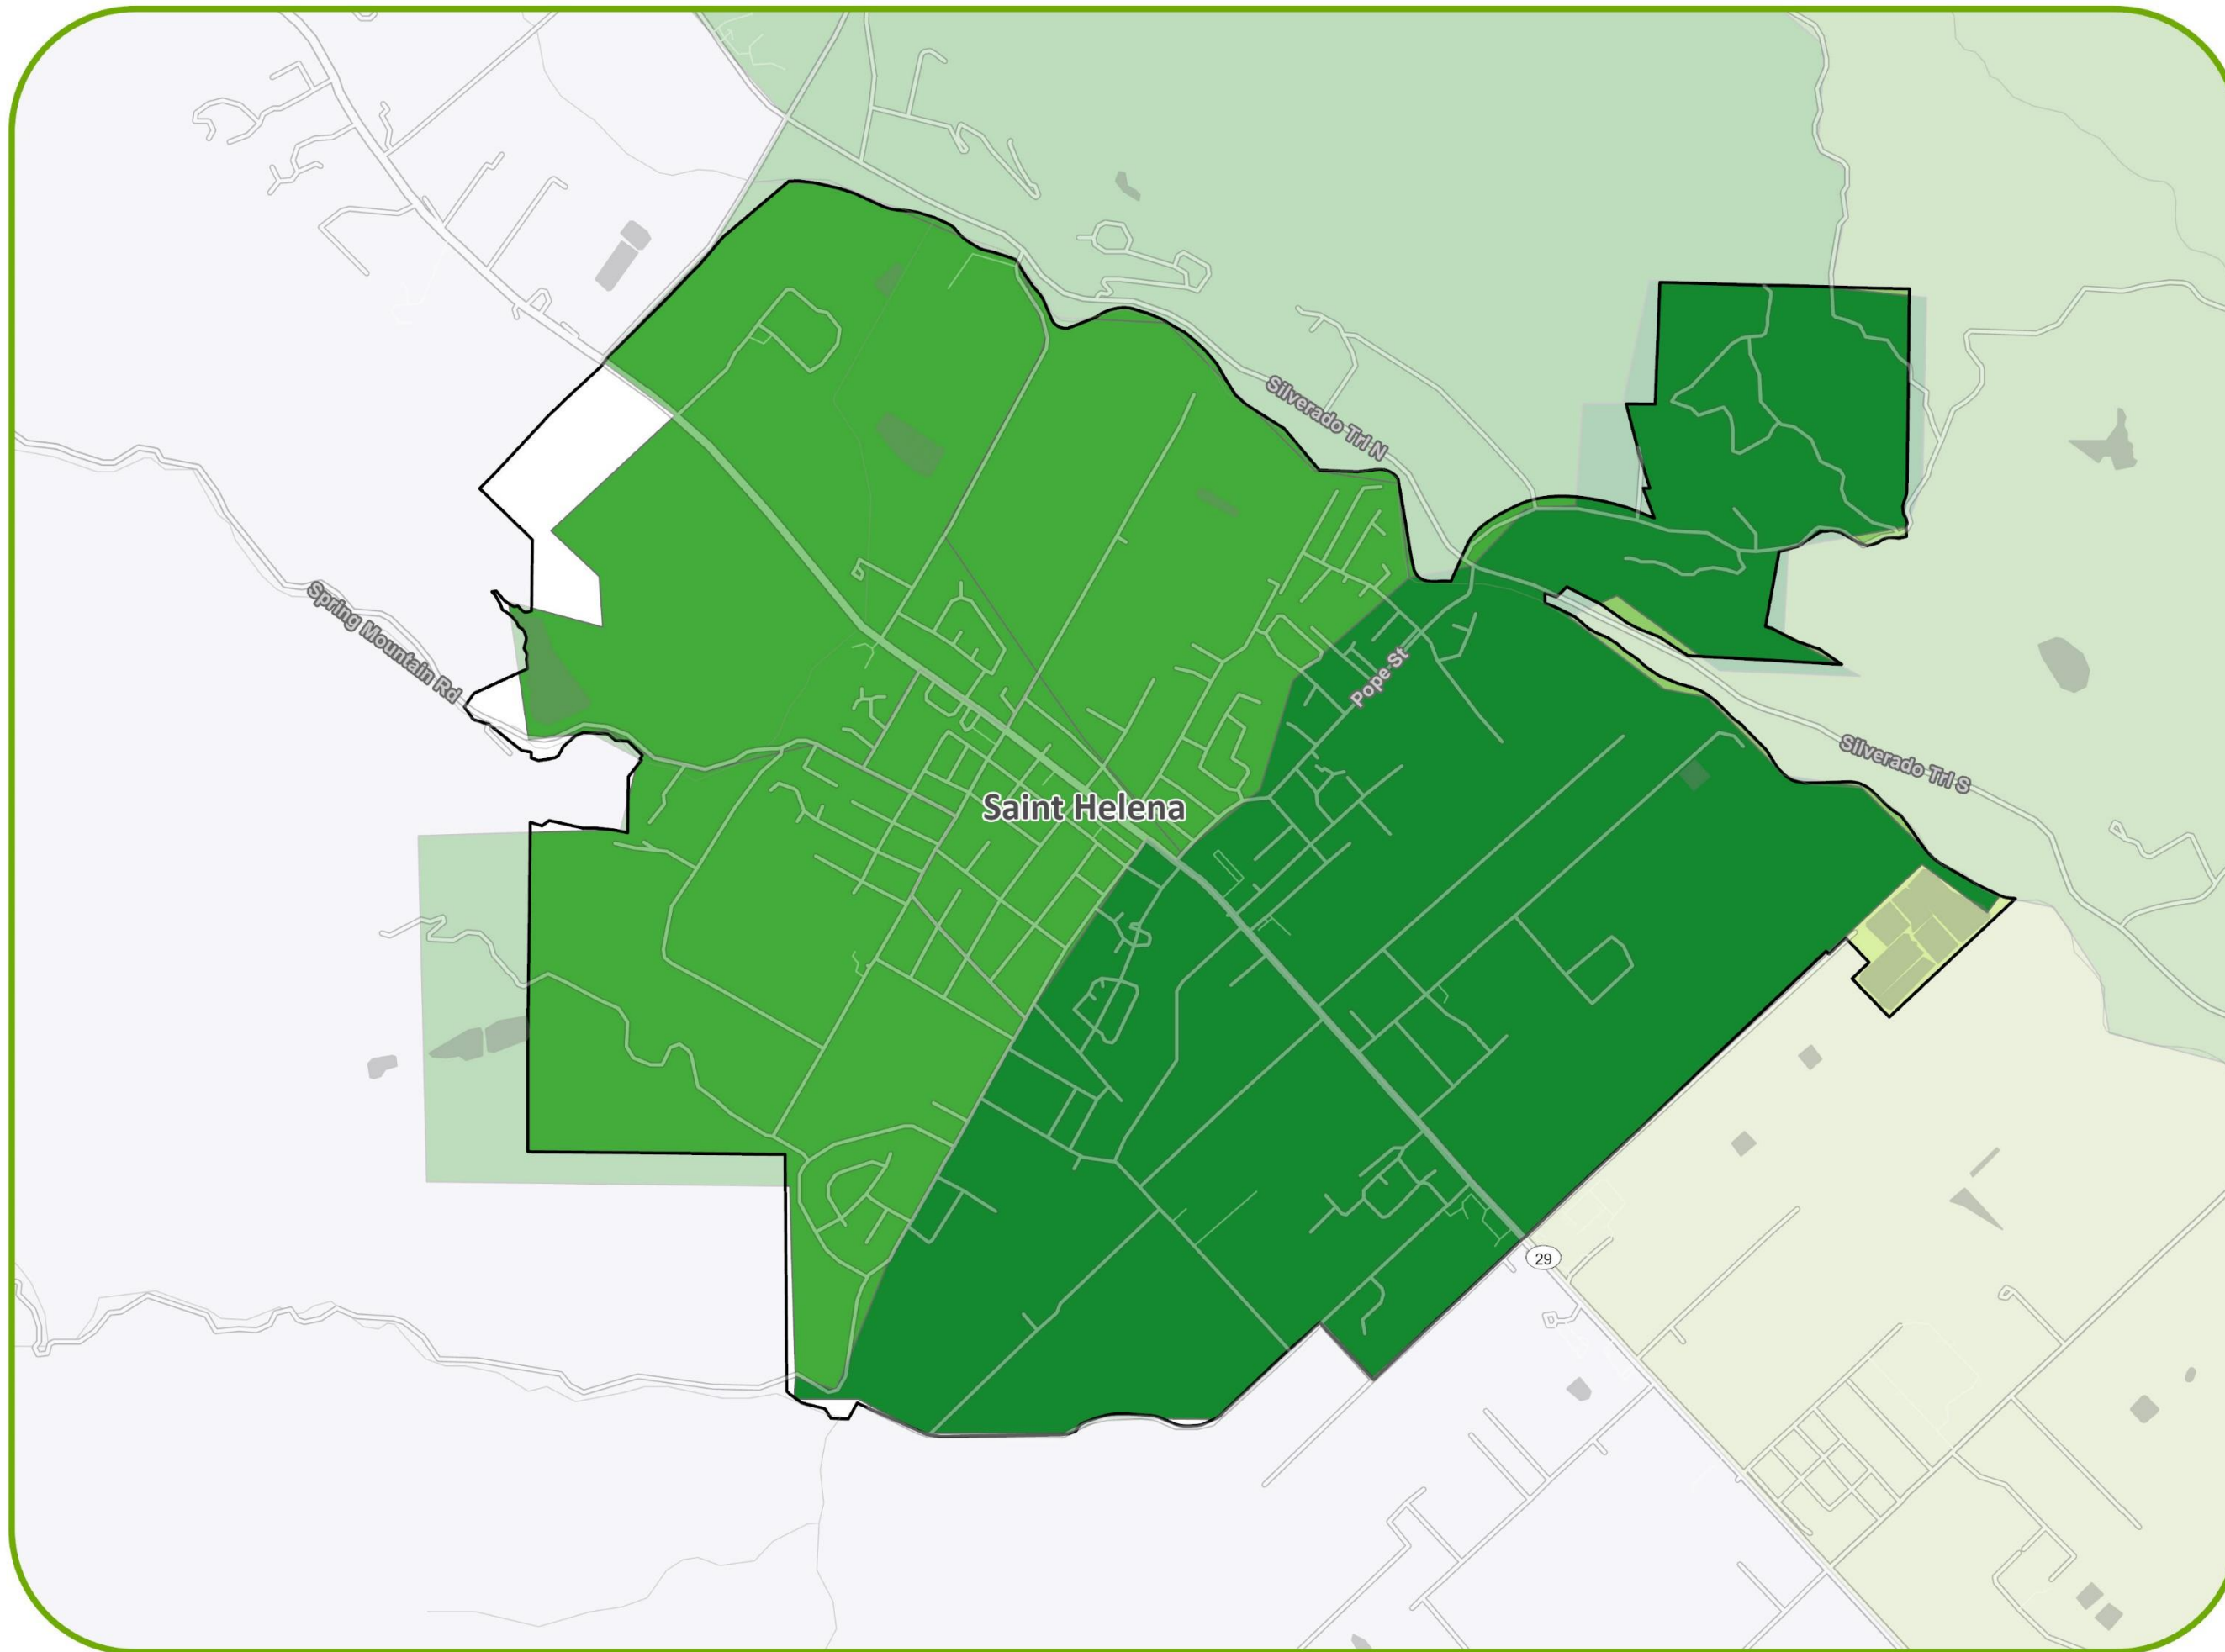 Silverado Trl N
Spring Mountain Rd
Pope St
Silverado Trl S
Saint Helena
29